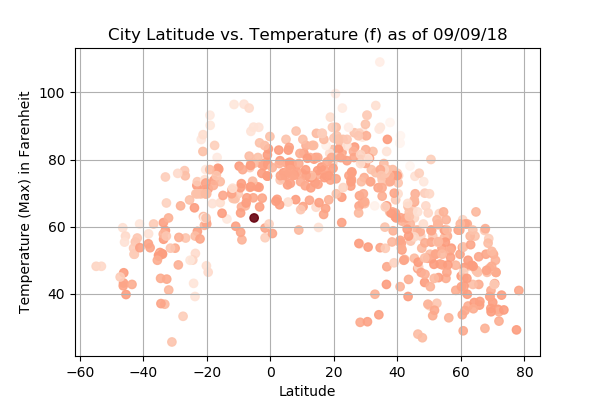 City Latitude vs. Temperature (f) as of 09/09/18
Temperature (Max) in Farenheit
100
80
60
40
−60 −40 −20 0 20 40 60 80
Latitude